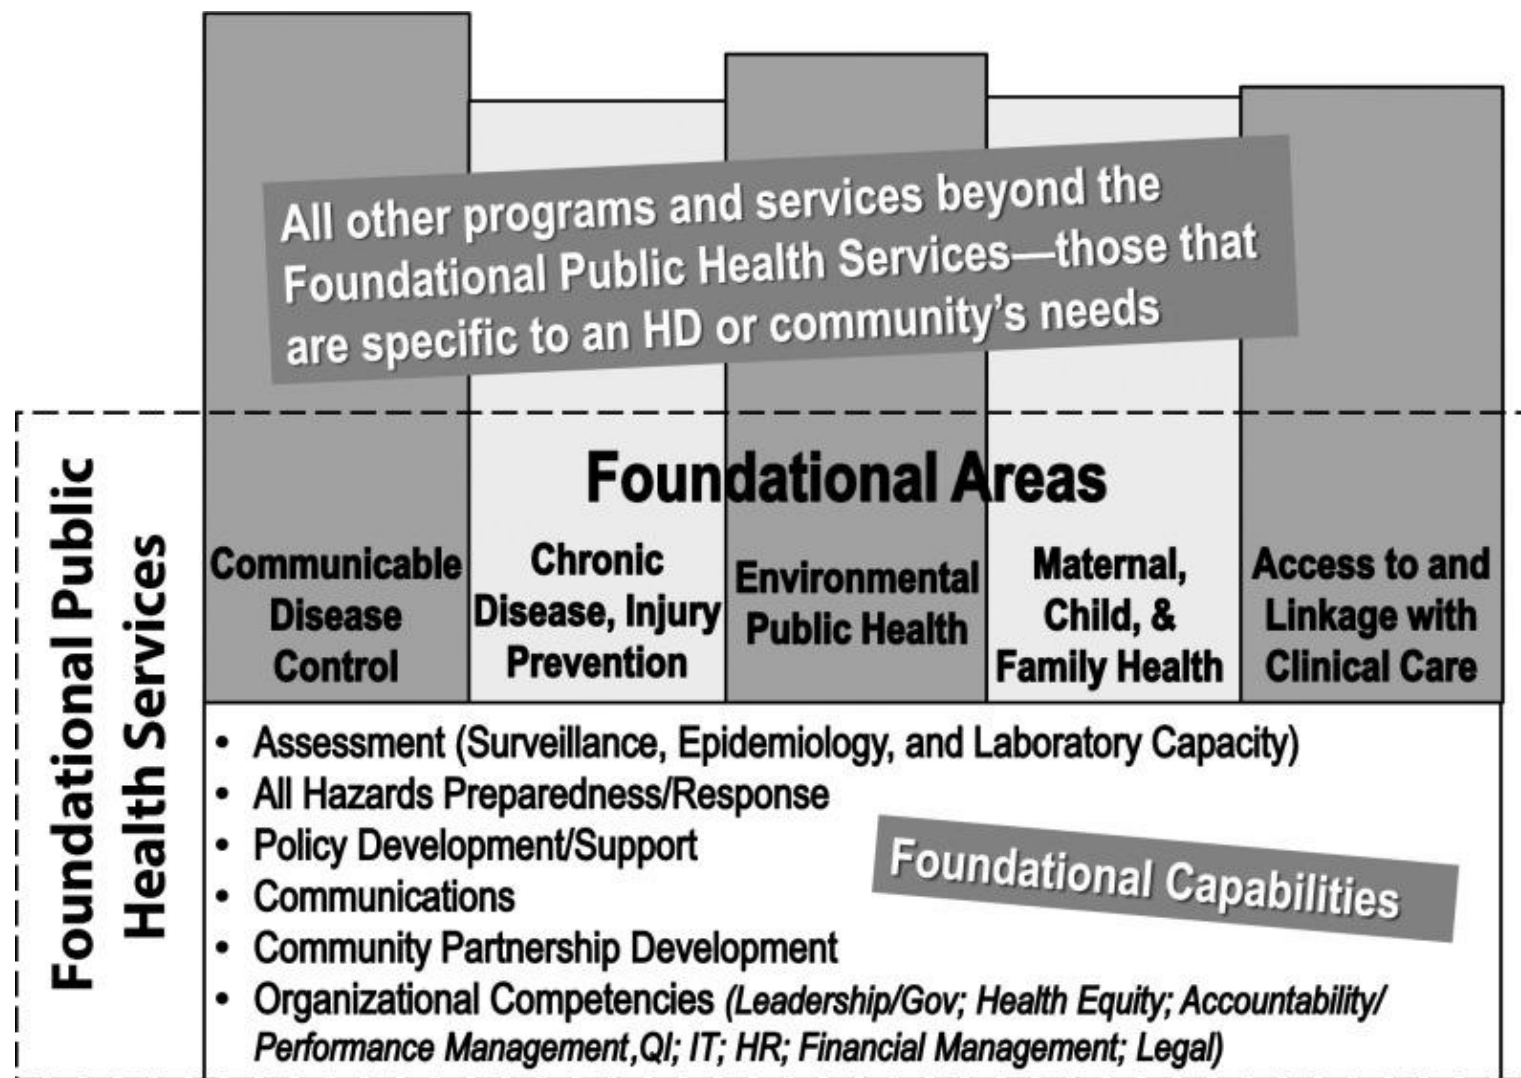 All other programs and services beyond the
Foundational Public Health Services—those that
are specific to an HD or community's needs
Foundational Public
Health Services
Foundational Areas
Communicable
Disease
Control
Chronic
Disease, Injury
Prevention
Environmental
Public Health
Maternal,
Child, &
Family Health
Access to and
Linkage with
Clinical Care
• Assessment (Surveillance, Epidemiology, and Laboratory Capacity)
• All Hazards Preparedness/Response
• Policy Development/Support
• Communications
• Community Partnership Development
• Organizational Competencies (Leadership/Gov; Health Equity; Accountability/
Performance Management,QI; IT; HR; Financial Management; Legal)
Foundational Capabilities